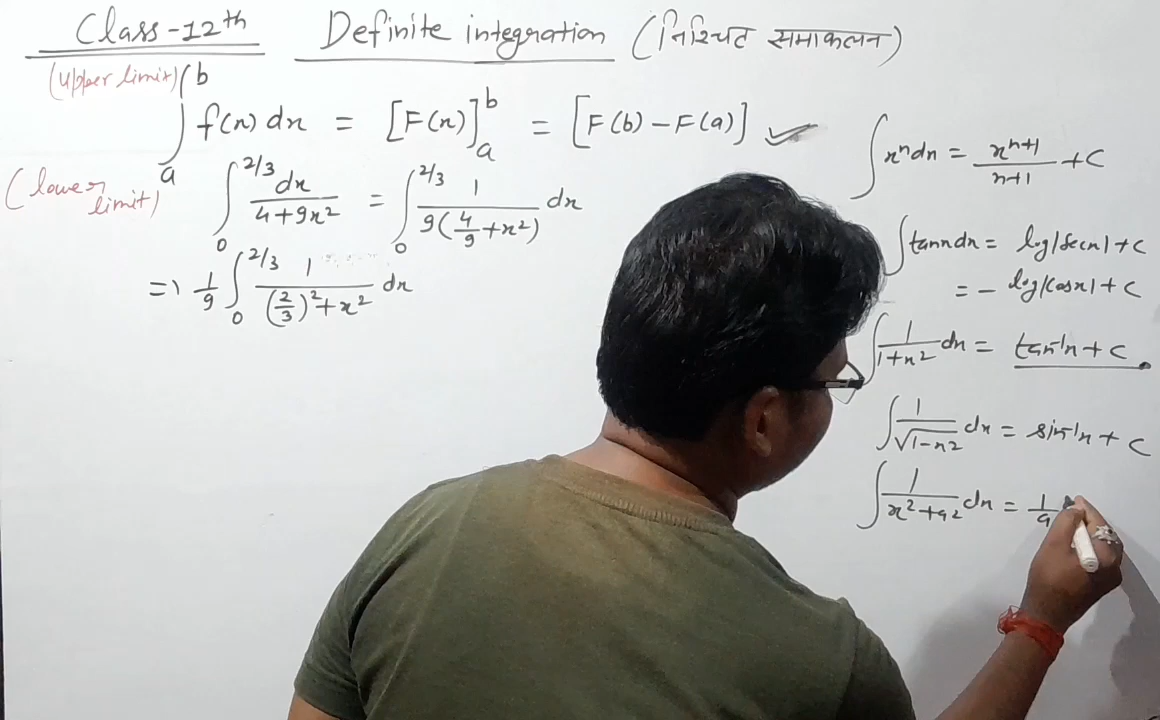 Class-12th Definite integration (निश्चित समाकलन)
(Upper limit) b
∫ f(x) dx = [F(x)]ₐᵇ = [F(b) - F(a)] ✓
a
(lower limit)
∫₀^{2/3} dx/(4+9x²) = ∫₀^{2/3} 1/(9(4/9+x²)) dx
=) 1/9 ∫₀^{2/3} 1/((2/3)²+x²) dx
∫xⁿdx = xⁿ⁺¹/(n+1) + C
∫tanx dx = log|secx| + C
= - log|cosx| + C
∫1/(1+x²) dx = tan⁻¹x + C
∫1/√(1-x²) dx = sin⁻¹x + C
∫1/(x²+a²) dx = 1/a